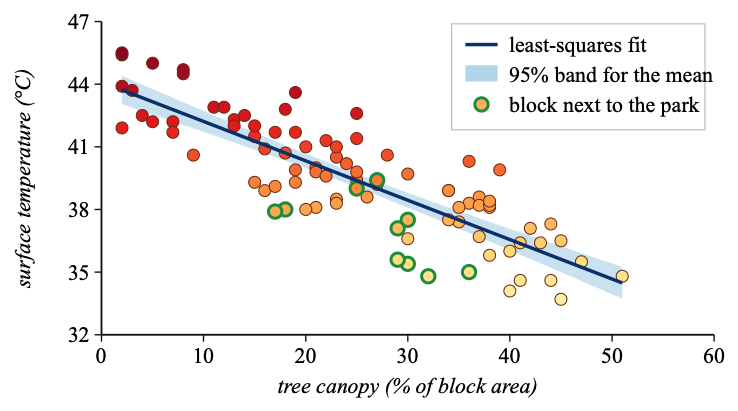 47
44
41
38
35
32
0 10 20 30 40 50 60
surface temperature (°C)
tree canopy (% of block area)
least-squares fit
95% band for the mean
block next to the park